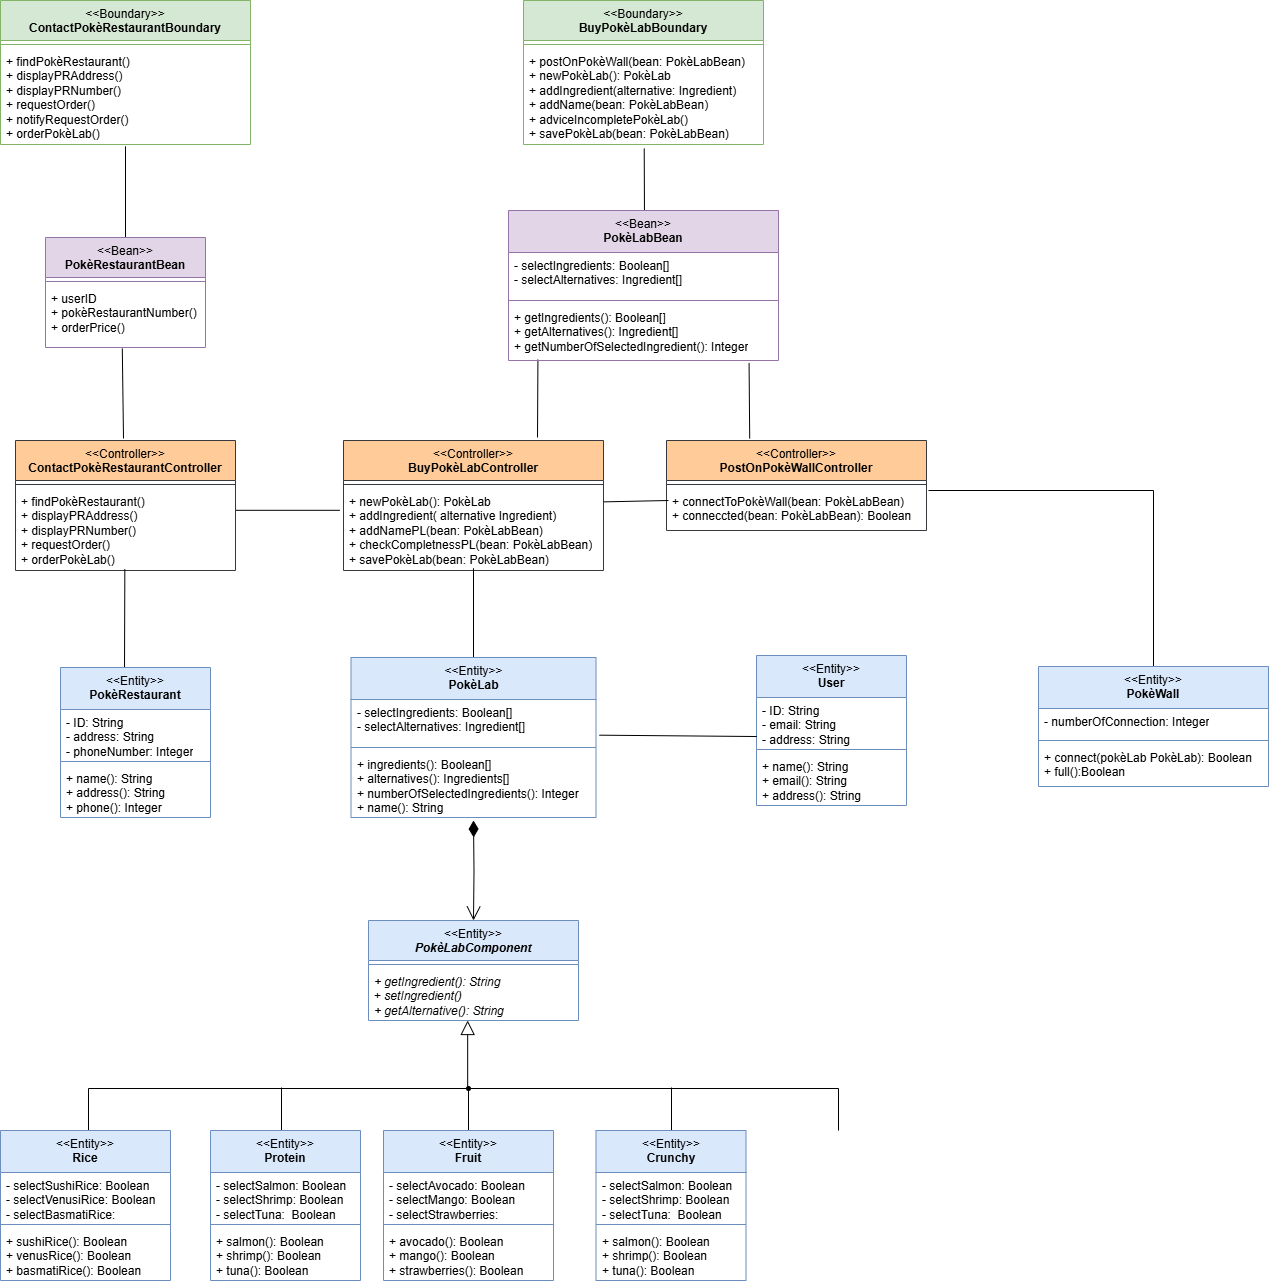 <<Boundary>>
ContactPokèRestaurantBoundary
+ findPokèRestaurant()
+ displayPRAddress()
+ displayPRNumber()
+ requestOrder()
+ notifyRequestOrder()
+ orderPokèLab()
<<Boundary>>
BuyPokèLabBoundary
+ postOnPokèWall(bean: PokèLabBean)
+ newPokèLab(): PokèLab
+ addIngredient(alternative: Ingredient)
+ addName(bean: PokèLabBean)
+ adviceIncompletePokèLab()
+ savePokèLab(bean: PokèLabBean)
<<Bean>>
PokèRestaurantBean
+ userID
+ pokèRestaurantNumber()
+ orderPrice()
<<Bean>>
PokèLabBean
- selectIngredients: Boolean[]
- selectAlternatives: Ingredient[]
+ getIngredients(): Boolean[]
+ getAlternatives(): Ingredient[]
+ getNumberOfSelectedIngredient(): Integer
<<Controller>>
ContactPokèRestaurantController
+ findPokèRestaurant()
+ displayPRAddress()
+ displayPRNumber()
+ requestOrder()
+ orderPokèLab()
<<Controller>>
BuyPokèLabController
+ newPokèLab(): PokèLab
+ addIngredient( alternative Ingredient)
+ addNamePL(bean: PokèLabBean)
+ checkCompletnessPL(bean: PokèLabBean)
+ savePokèLab(bean: PokèLabBean)
<<Controller>>
PostOnPokèWallController
+ connectToPokèWall(bean: PokèLabBean)
+ conneccted(bean: PokèLabBean): Boolean
<<Entity>>
PokèRestaurant
- ID: String
- address: String
- phoneNumber: Integer
+ name(): String
+ address(): String
+ phone(): Integer
<<Entity>>
PokèLab
- selectIngredients: Boolean[]
- selectAlternatives: Ingredient[]
+ ingredients(): Boolean[]
+ alternatives(): Ingredients[]
+ numberOfSelectedIngredients(): Integer
+ name(): String
<<Entity>>
User
- ID: String
- email: String
- address: String
+ name(): String
+ email(): String
+ address(): String
<<Entity>>
PokèWall
- numberOfConnection: Integer
+ connect(pokèLab PokèLab): Boolean
+ full():Boolean
<<Entity>>
PokèLabComponent
+ getIngredient(): String
+ setIngredient()
+ getAlternative(): String
<<Entity>>
Rice
- selectSushiRice: Boolean
- selectVenusiRice: Boolean
- selectBasmatiRice:
+ sushiRice(): Boolean
+ venusRice(): Boolean
+ basmatiRice(): Boolean
<<Entity>>
Protein
- selectSalmon: Boolean
- selectShrimp: Boolean
- selectTuna:  Boolean
+ salmon(): Boolean
+ shrimp(): Boolean
+ tuna(): Boolean
<<Entity>>
Fruit
- selectAvocado: Boolean
- selectMango: Boolean
- selectStrawberries:
+ avocado(): Boolean
+ mango(): Boolean
+ strawberries(): Boolean
<<Entity>>
Crunchy
- selectSalmon: Boolean
- selectShrimp: Boolean
- selectTuna:  Boolean
+ salmon(): Boolean
+ shrimp(): Boolean
+ tuna(): Boolean